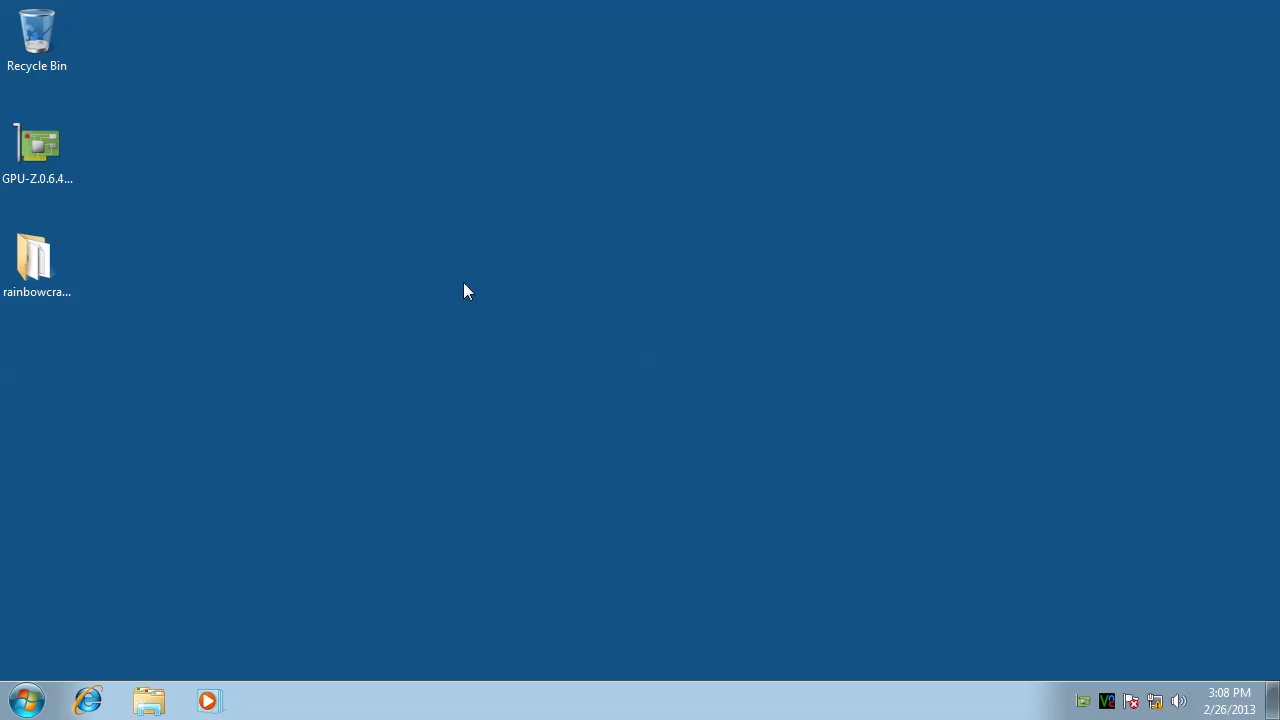 Recycle Bin
GPU-Z.0.6.4...
rainbowcra...
3:08 PM
2/26/2013